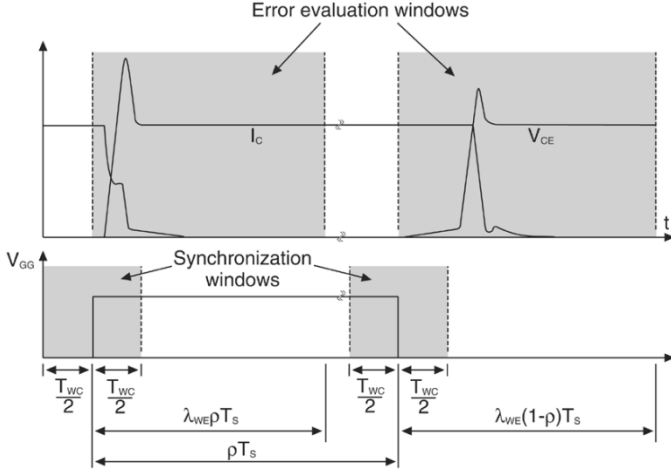 Error evaluation windows
I_C
V_CE
t
V_GG
Synchronization
windows
T_WC/2
T_WC/2
T_WC/2
T_WC/2
λ_WE ρT_S
λ_WE(1-ρ)T_S
ρT_S